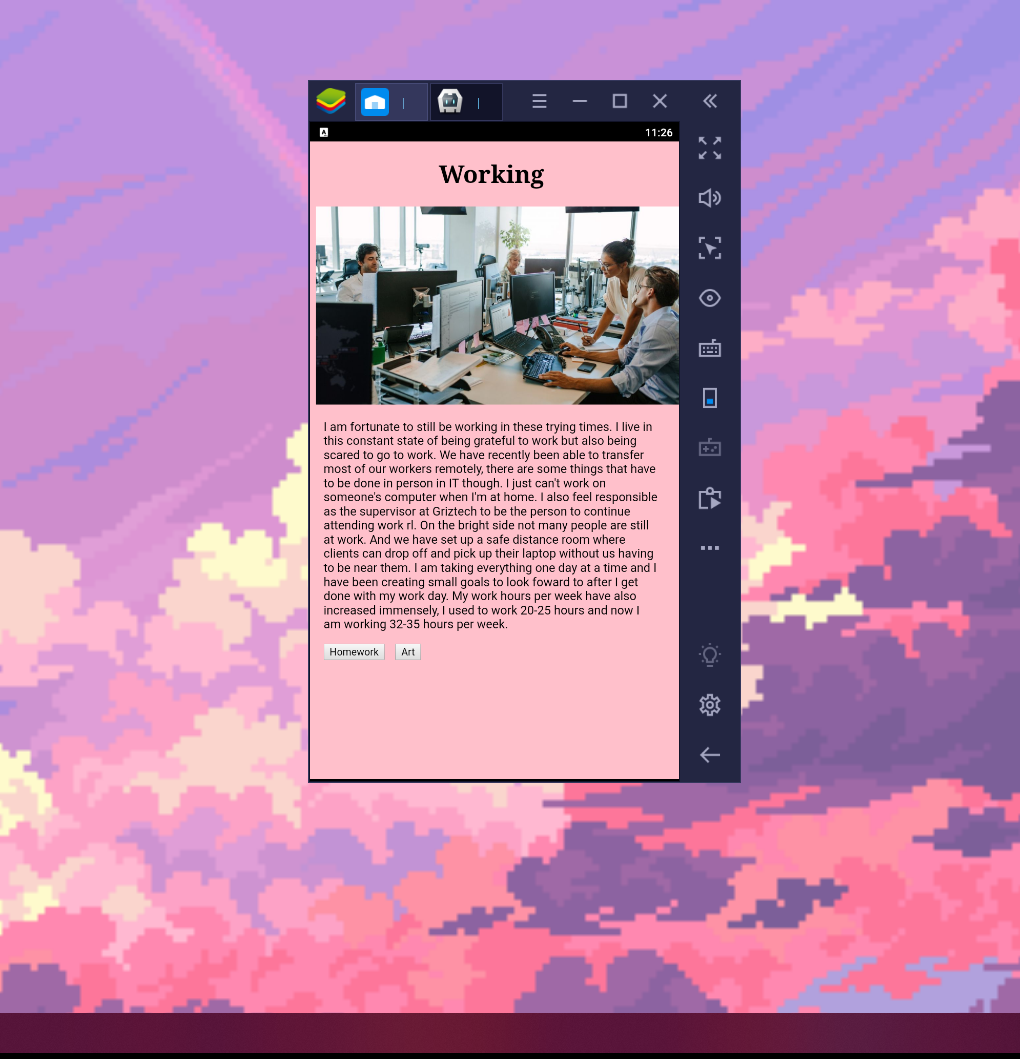 11:26
Working
I am fortunate to still be working in these trying times. I live in
this constant state of being grateful to work but also being
scared to go to work. We have recently been able to transfer
most of our workers remotely, there are some things that have
to be done in person in IT though. I just can't work on
someone's computer when I'm at home. I also feel responsible
as the supervisor at Griztech to be the person to continue
attending work rl. On the bright side not many people are still
at work. And we have set up a safe distance room where
clients can drop off and pick up their laptop without us having
to be near them. I am taking everything one day at a time and I
have been creating small goals to look foward to after I get
done with my work day. My work hours per week have also
increased immensely, I used to work 20-25 hours and now I
am working 32-35 hours per week.
Homework Art